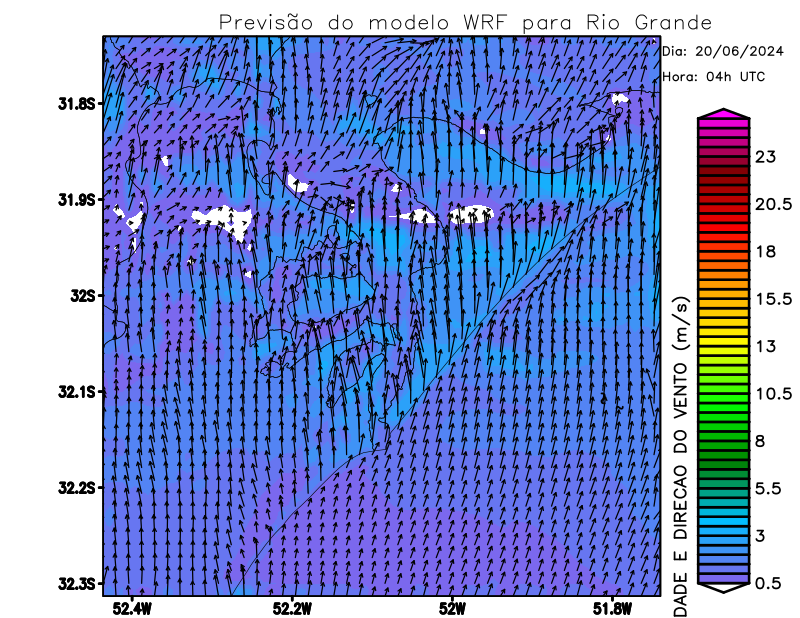 Previsão do modelo WRF para Rio Grande
Dia: 20/06/2024
Hora: 04h UTC
31.8S
31.9S
32S
32.1S
32.2S
32.3S
52.4W
52.2W
52W
51.8W
23
20.5
18
15.5
13
10.5
8
5.5
3
0.5
DADE E DIRECAO DO VENTO (m/s)